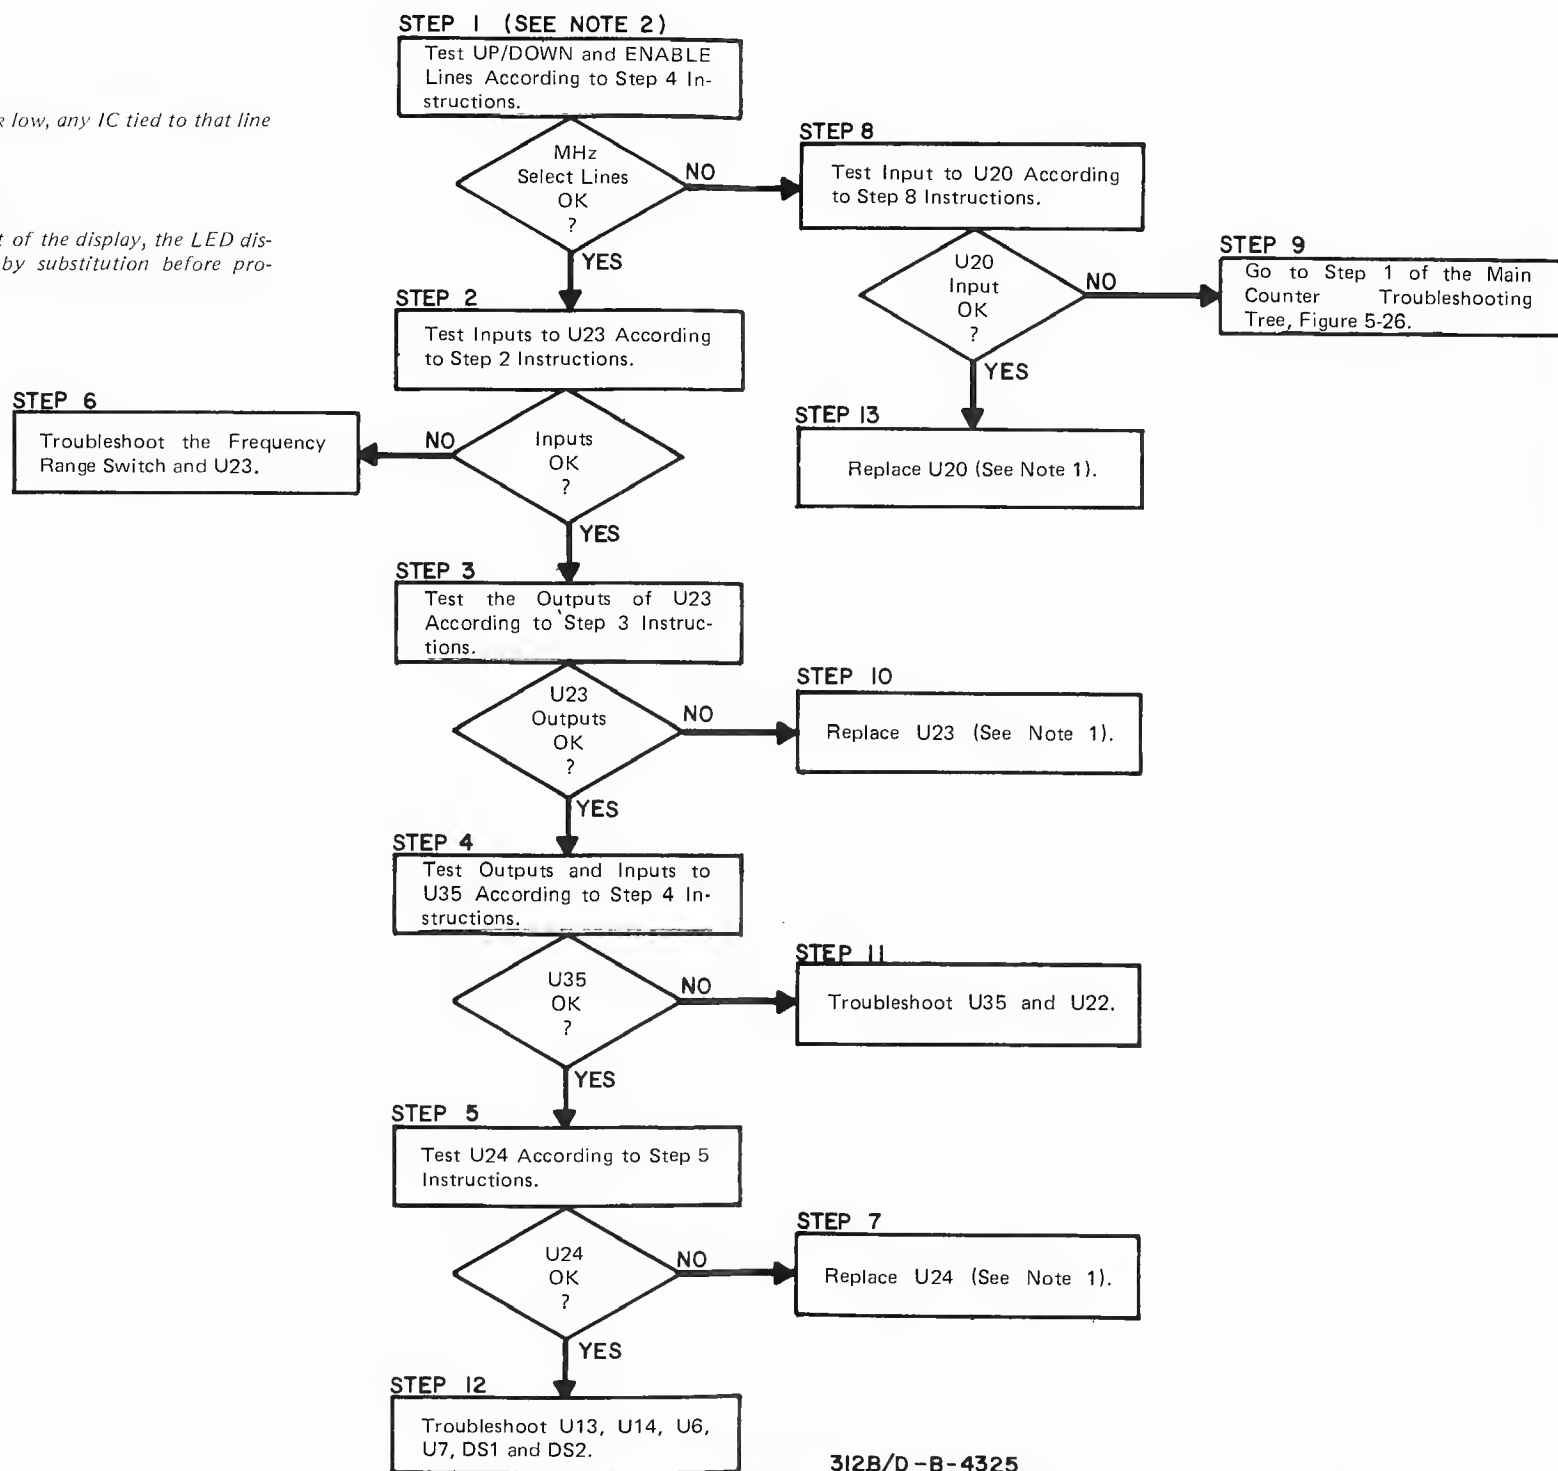 STEP 1 (SEE NOTE 2)
Test UP/DOWN and ENABLE
Lines According to Step 4 In-
structions.
low, any IC tied to that line
of the display, the LED dis-
by substitution before pro-
MHz
Select Lines
OK
?
NO
YES
STEP 8
Test Input to U20 According
to Step 8 Instructions.
U20
Input
OK
?
NO
YES
STEP 9
Go to Step 1 of the Main
Counter Troubleshooting
Tree, Figure 5-26.
STEP 13
Replace U20 (See Note 1).
STEP 2
Test Inputs to U23 According
to Step 2 Instructions.
Inputs
OK
?
NO
YES
STEP 6
Troubleshoot the Frequency
Range Switch and U23.
STEP 3
Test the Outputs of U23
According to Step 3 Instruc-
tions.
U23
Outputs
OK
?
NO
YES
STEP 10
Replace U23 (See Note 1).
STEP 4
Test Outputs and Inputs to
U35 According to Step 4 In-
structions.
U35
OK
?
NO
YES
STEP 11
Troubleshoot U35 and U22.
STEP 5
Test U24 According to Step 5
Instructions.
U24
OK
?
NO
YES
STEP 7
Replace U24 (See Note 1).
STEP 12
Troubleshoot U13, U14, U6,
U7, DS1 and DS2.
312B/D-B-4325